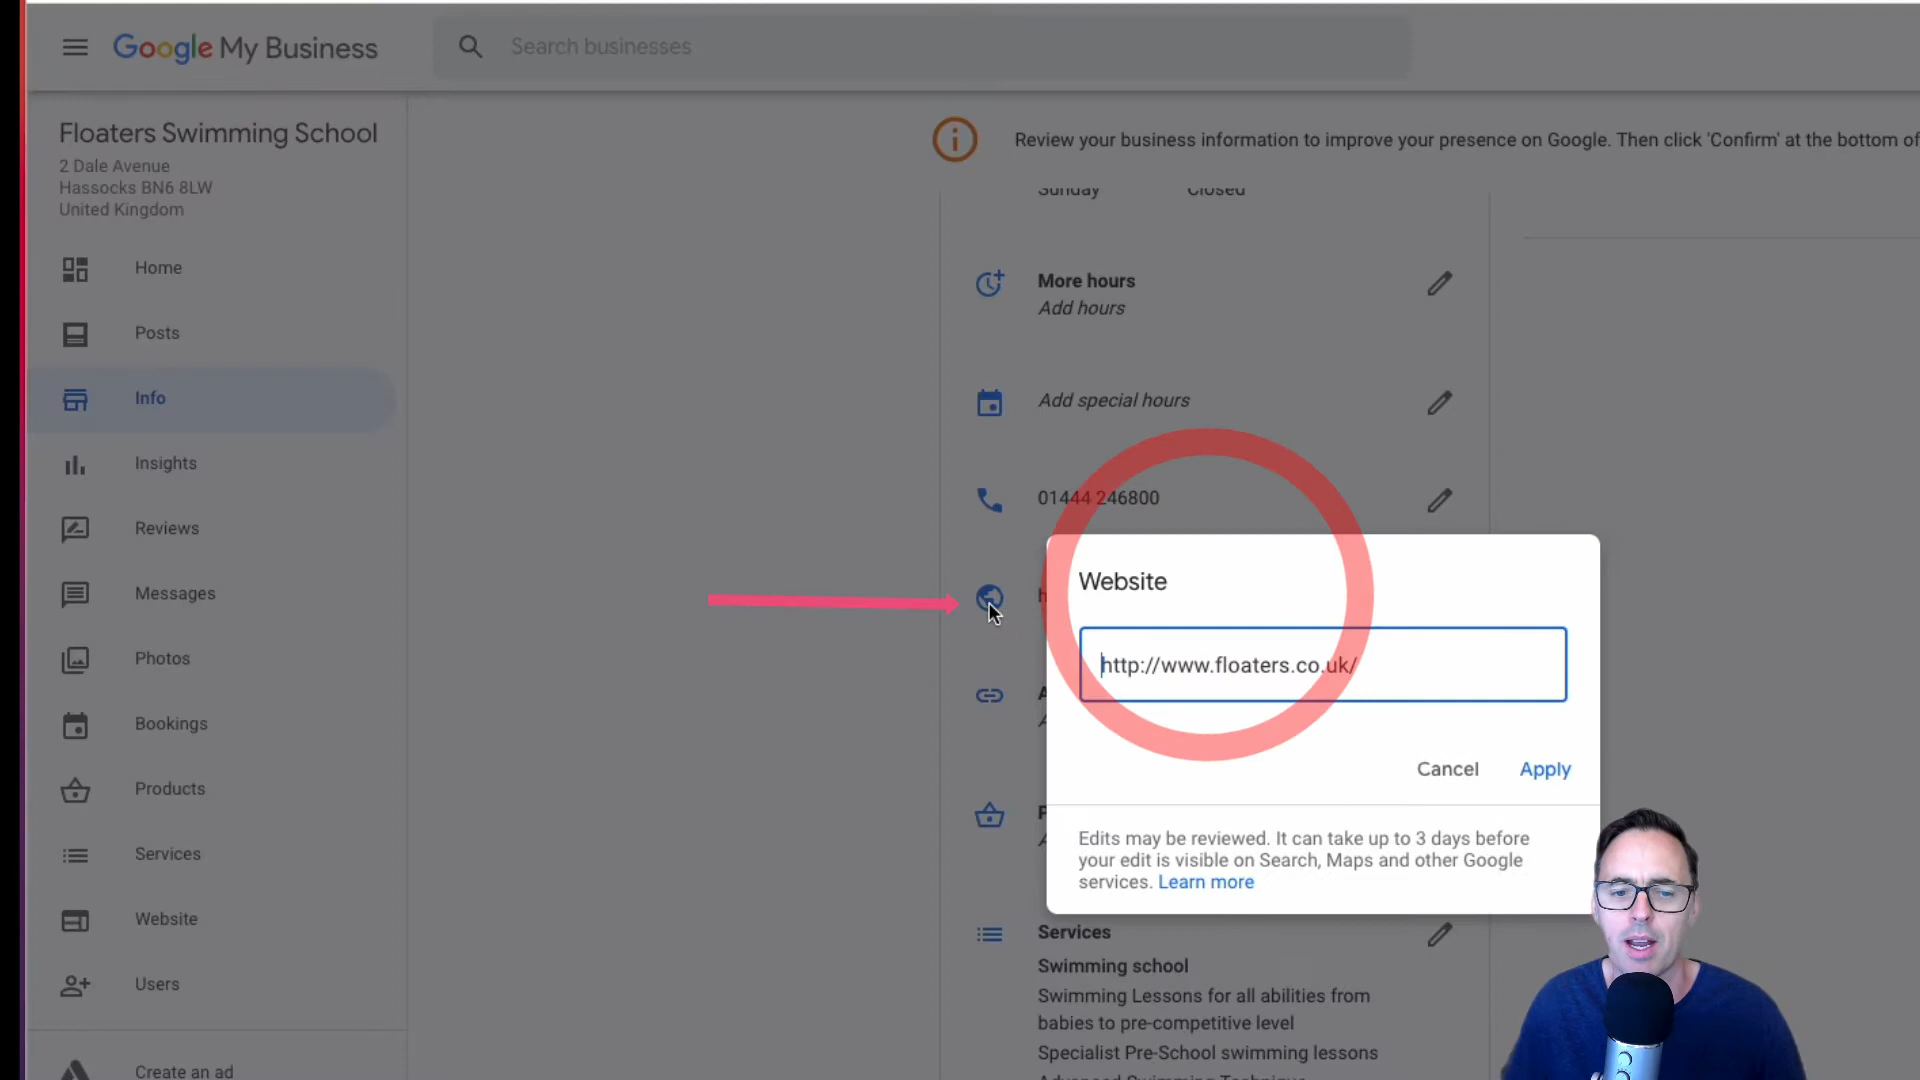 Google My Business
Search businesses
Floaters Swimming School
2 Dale Avenue
Hassocks BN6 8LW
United Kingdom
Home
Posts
Info
Insights
Reviews
Messages
Photos
Bookings
Products
Services
Website
Users
Create an ad
Review your business information to improve your presence on Google. Then click 'Confirm' at the bottom of
Sunday Closed
More hours
Add hours
Add special hours
01444 246800
Website
http://www.floaters.co.uk/
Cancel Apply
Edits may be reviewed. It can take up to 3 days before
your edit is visible on Search, Maps and other Google
services. Learn more
Services
Swimming school
Swimming Lessons for all abilities from
babies to pre-competitive level
Specialist Pre-School swimming lessons